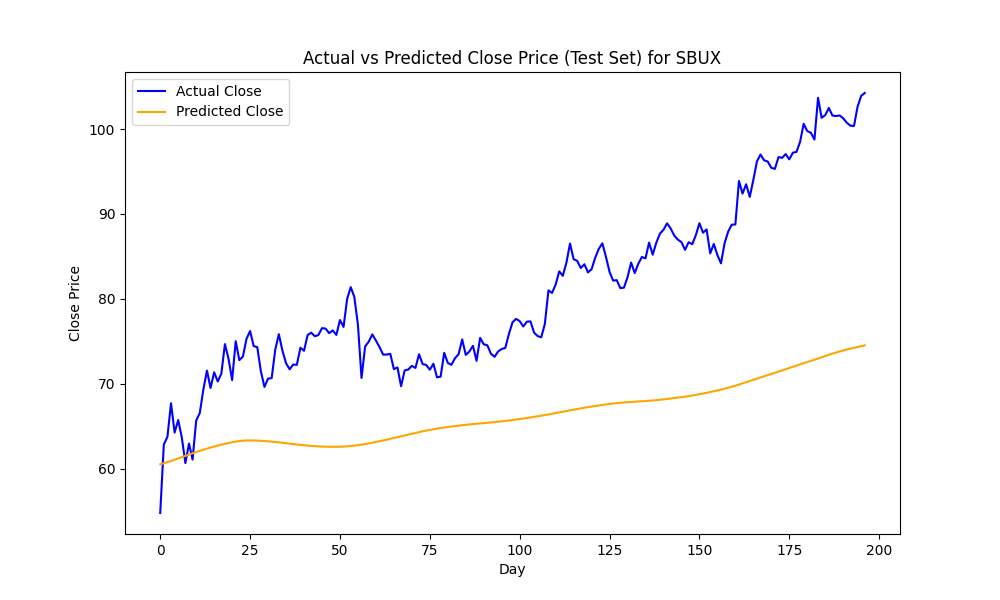 Actual vs Predicted Close Price (Test Set) for SBUX
Actual Close
Predicted Close
Close Price
100
90
80
70
60
0 25 50 75 100 125 150 175 200
Day